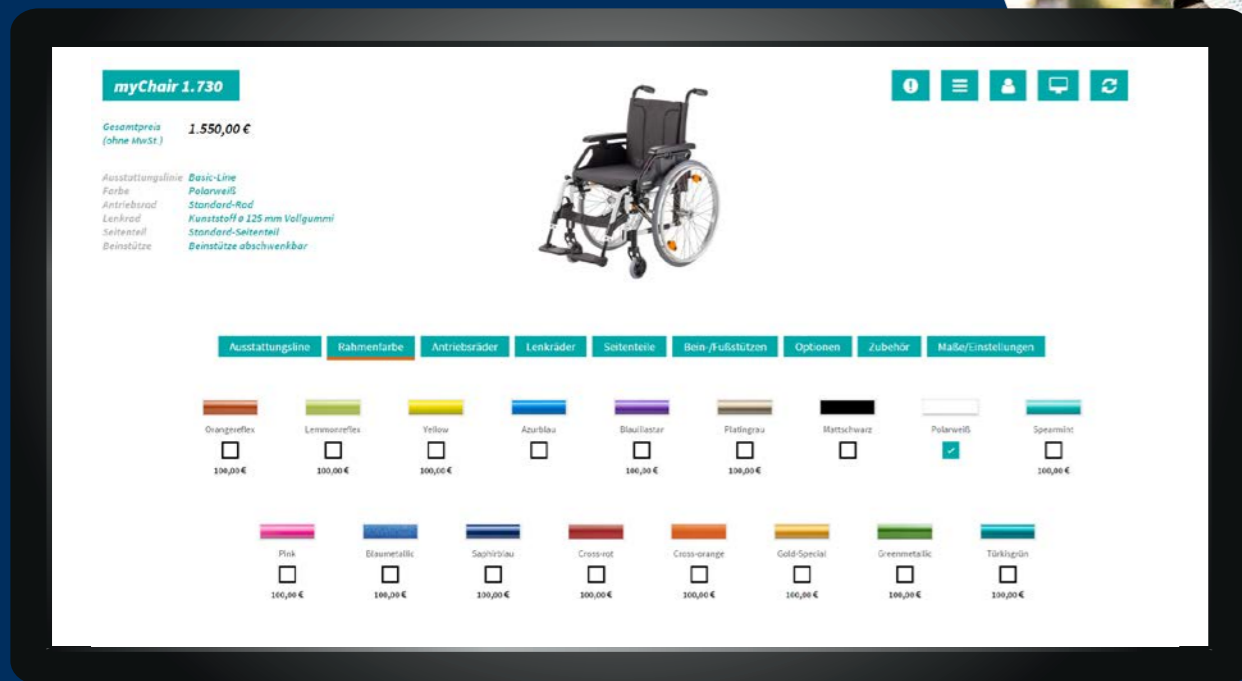 myChair 1.730
Gesamtpreis
(ohne MwSt.)
1.550,00 €
Ausstattungslinie Basic-Line
Farbe Polarweiß
Antriebsrad Standard-Rad
Lenkrad Kunststoff ø 125 mm Vollgummi
Seitenteil Standard-Seitenteil
Beinstütze Beinstütze abschwenkbar
Ausstattungsline Rahmenfarbe Antriebsräder Lenkräder Seitenteile Bein-/Fußstützen Optionen Zubehör Maße/Einstellungen
Orangereflex Lemmonreflex Yellow Azurblau Blaulilastar Platingrau Mattschwarz Polarweiß Spearmint
100,00 € 100,00 € 100,00 € 100,00 € 100,00 € 100,00 €
Pink Blaumetallic Saphirblau Cross-rot Cross-orange Gold-Special Greenmetallic Türkisgrün
100,00 € 100,00 € 100,00 € 100,00 € 100,00 € 100,00 € 100,00 € 100,00 €